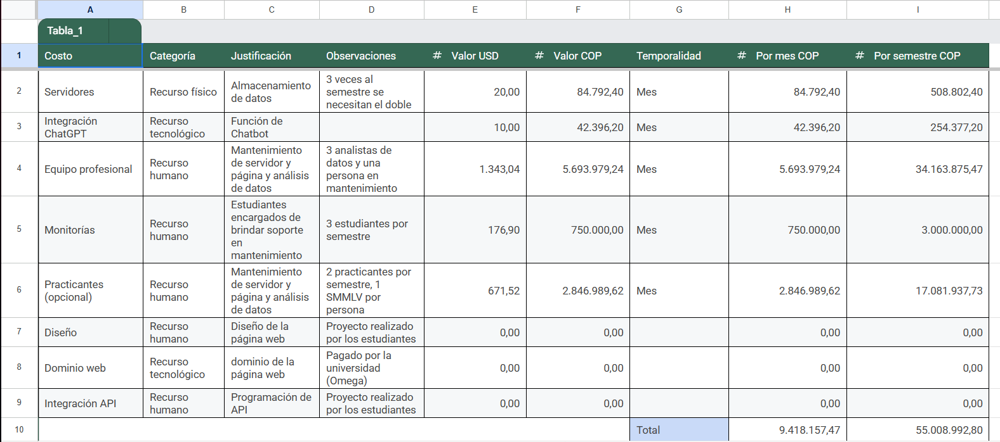 A B C D E F G H I
Tabla_1
1 Costo Categoría Justificación Observaciones # Valor USD # Valor COP Temporalidad # Por mes COP # Por semestre COP
2 Servidores Recurso físico Almacenamiento de datos 3 veces al semestre se necesitan el doble 20,00 84.792,40 Mes 84.792,40 508.802,40
3 Integración ChatGPT Recurso tecnológico Función de Chatbot 10,00 42.396,20 Mes 42.396,20 254.377,20
4 Equipo profesional Recurso humano Mantenimiento de servidor y página y análisis de datos 3 analistas de datos y una persona en mantenimiento 1.343,04 5.693.979,24 Mes 5.693.979,24 34.163.875,47
5 Monitorías Recurso humano Estudiantes encargados de brindar soporte en mantenimiento 3 estudiantes por semestre 176,90 750.000,00 Mes 750.000,00 3.000.000,00
6 Practicantes (opcional) Recurso humano Mantenimiento de servidor y página y análisis de datos 2 practicantes por semestre, 1 SMMLV por persona 671,52 2.846.989,62 Mes 2.846.989,62 17.081.937,73
7 Diseño Recurso humano Diseño de la página web Proyecto realizado por los estudiantes 0,00 0,00 0,00 0,00
8 Dominio web Recurso tecnológico dominio de la página web Pagado por la universidad (Omega) 0,00 0,00 0,00 0,00
9 Integración API Recurso humano Programación de API Proyecto realizado por los estudiantes 0,00 0,00 0,00 0,00
10 Total 9.418.157,47 55.008.992,80